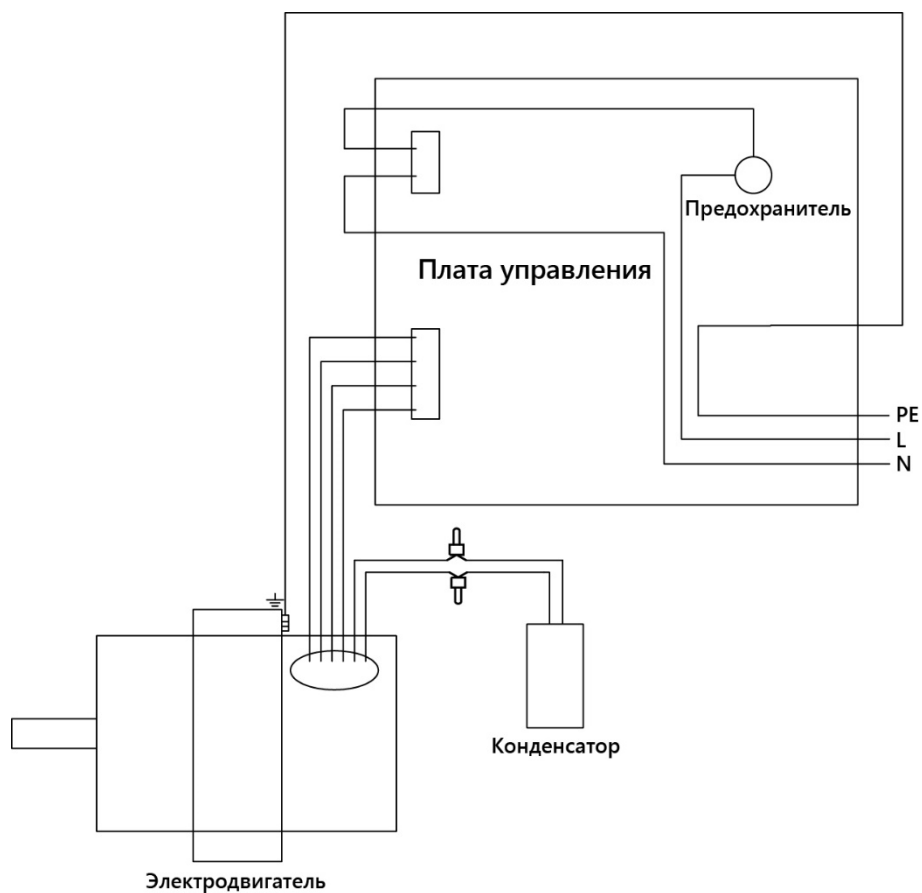 Предохранитель
Плата управления
PE
L
N
Конденсатор
Электродвигатель